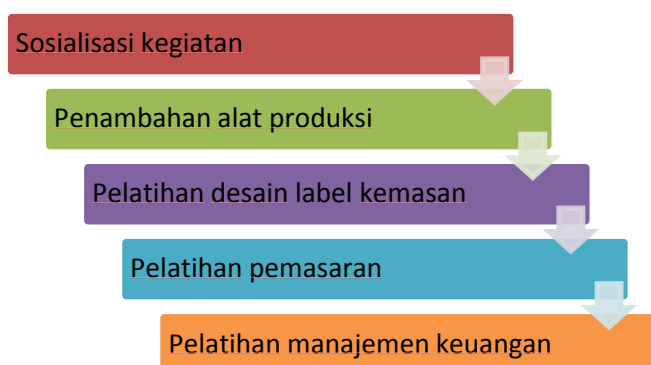 Sosialisasi kegiatan
Penambahan alat produksi
Pelatihan desain label kemasan
Pelatihan pemasaran
Pelatihan manajemen keuangan